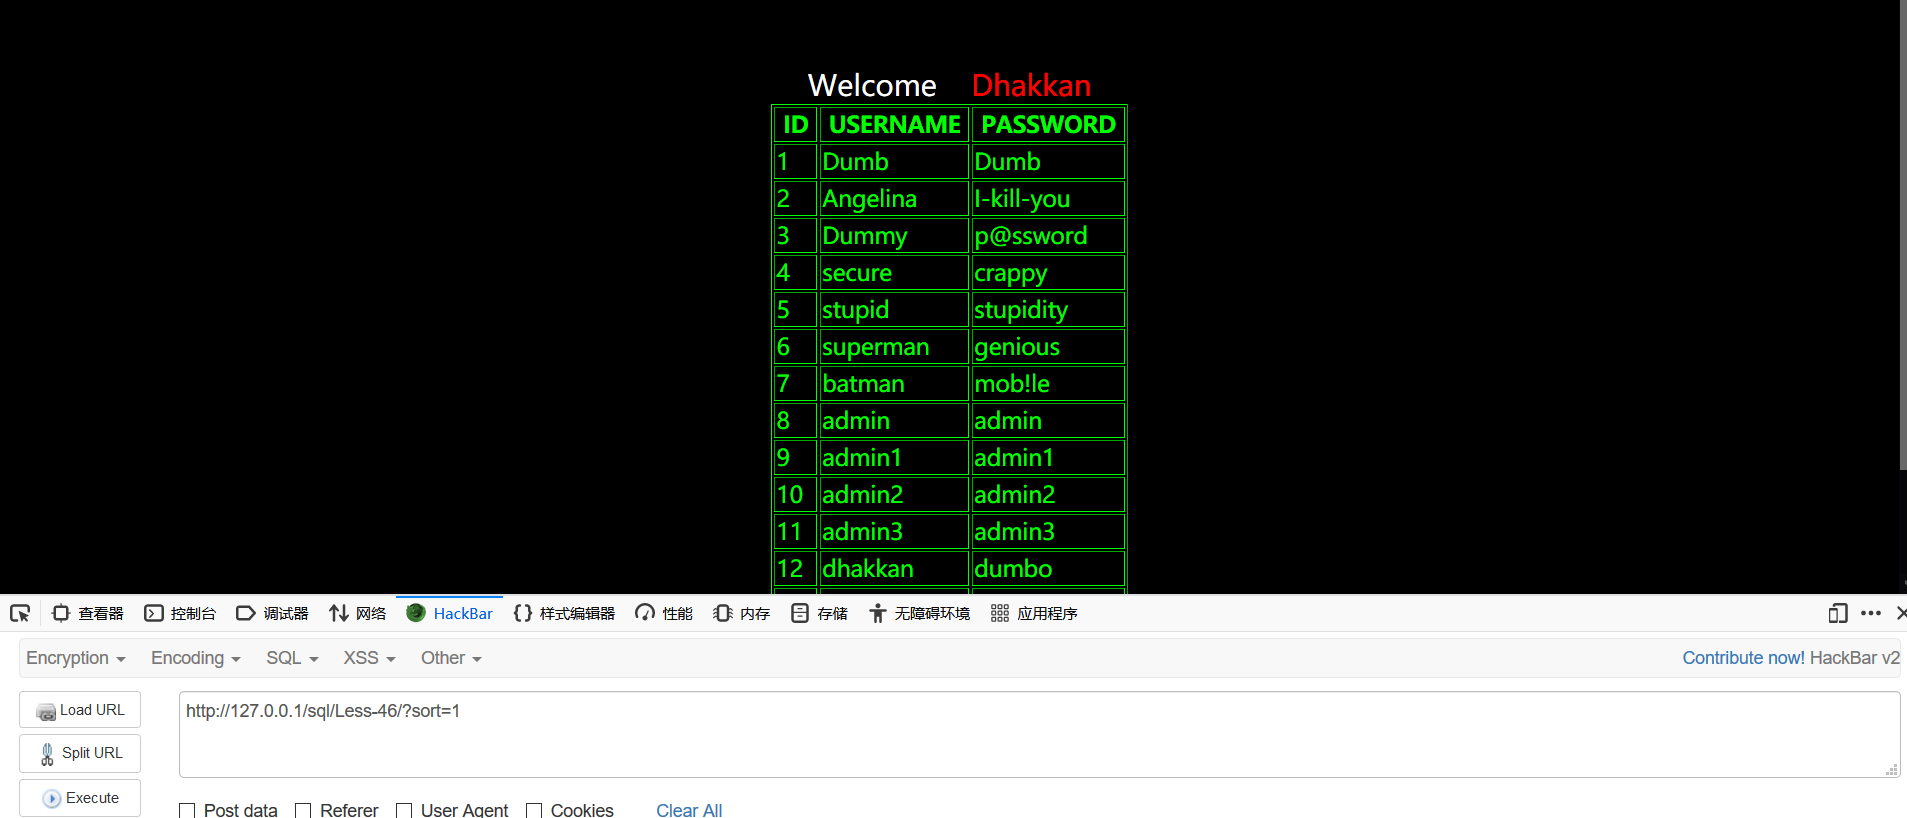 Welcome Dhakkan
ID USERNAME PASSWORD
1 Dumb Dumb
2 Angelina I-kill-you
3 Dummy p@ssword
4 secure crappy
5 stupid stupidity
6 superman genious
7 batman mob!le
8 admin admin
9 admin1 admin1
10 admin2 admin2
11 admin3 admin3
12 dhakkan dumbo
查看器 控制台 调试器 网络 HackBar 样式编辑器 性能 内存 存储 无障碍环境 应用程序
Encryption Encoding SQL XSS Other Contribute now! HackBar v2
Load URL http://127.0.0.1/sql/Less-46/?sort=1
Split URL
Execute
Post data Referer User Agent Cookies Clear All